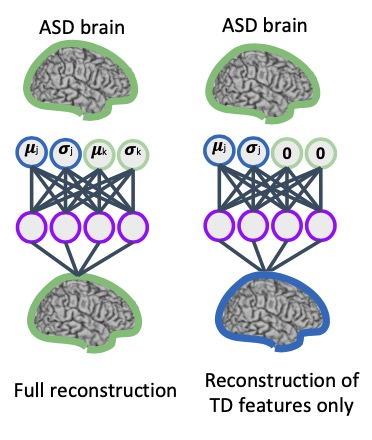 ASD brain
μj σj μk σk
Full reconstruction
ASD brain
μj σj 0 0
Reconstruction of
TD features only